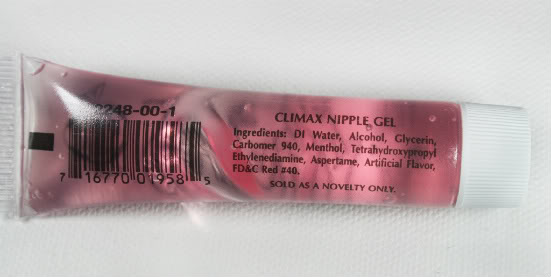 0248-00-1
7 16770 01958 5
CLIMAX NIPPLE GEL
Ingredients: DI Water, Alcohol, Glycerin,
Carbomer 940, Menthol, Tetrahydroxypropyl
Ethylenediamine, Aspertame, Artificial Flavor,
FD&C Red #40.
SOLD AS A NOVELTY ONLY.